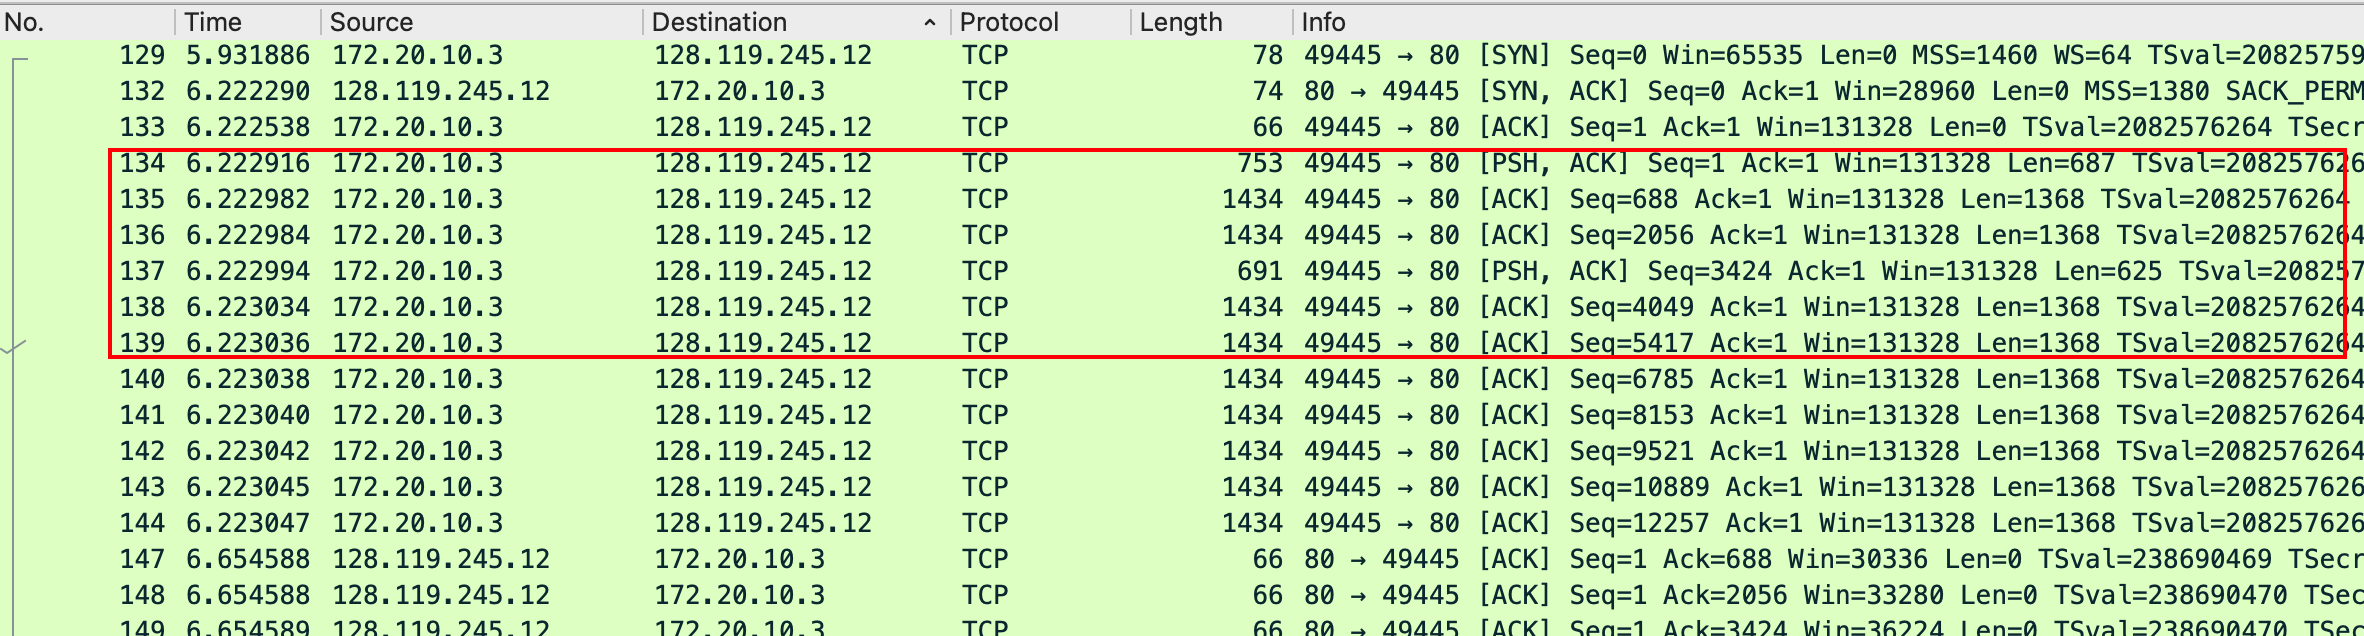 No. Time Source Destination Protocol Length Info
129 5.931886 172.20.10.3 128.119.245.12 TCP 78 49445 → 80 [SYN] Seq=0 Win=65535 Len=0 MSS=1460 WS=64 TSval=20825759
132 6.222290 128.119.245.12 172.20.10.3 TCP 74 80 → 49445 [SYN, ACK] Seq=0 Ack=1 Win=28960 Len=0 MSS=1380 SACK_PERM
133 6.222538 172.20.10.3 128.119.245.12 TCP 66 49445 → 80 [ACK] Seq=1 Ack=1 Win=131328 Len=0 TSval=2082576264 TSecr
134 6.222916 172.20.10.3 128.119.245.12 TCP 753 49445 → 80 [PSH, ACK] Seq=1 Ack=1 Win=131328 Len=687 TSval=208257626
135 6.222982 172.20.10.3 128.119.245.12 TCP 1434 49445 → 80 [ACK] Seq=688 Ack=1 Win=131328 Len=1368 TSval=2082576264
136 6.222984 172.20.10.3 128.119.245.12 TCP 1434 49445 → 80 [ACK] Seq=2056 Ack=1 Win=131328 Len=1368 TSval=2082576264
137 6.222994 172.20.10.3 128.119.245.12 TCP 691 49445 → 80 [PSH, ACK] Seq=3424 Ack=1 Win=131328 Len=625 TSval=208257
138 6.223034 172.20.10.3 128.119.245.12 TCP 1434 49445 → 80 [ACK] Seq=4049 Ack=1 Win=131328 Len=1368 TSval=2082576264
139 6.223036 172.20.10.3 128.119.245.12 TCP 1434 49445 → 80 [ACK] Seq=5417 Ack=1 Win=131328 Len=1368 TSval=2082576264
140 6.223038 172.20.10.3 128.119.245.12 TCP 1434 49445 → 80 [ACK] Seq=6785 Ack=1 Win=131328 Len=1368 TSval=2082576264
141 6.223040 172.20.10.3 128.119.245.12 TCP 1434 49445 → 80 [ACK] Seq=8153 Ack=1 Win=131328 Len=1368 TSval=2082576264
142 6.223042 172.20.10.3 128.119.245.12 TCP 1434 49445 → 80 [ACK] Seq=9521 Ack=1 Win=131328 Len=1368 TSval=2082576264
143 6.223045 172.20.10.3 128.119.245.12 TCP 1434 49445 → 80 [ACK] Seq=10889 Ack=1 Win=131328 Len=1368 TSval=208257626
144 6.223047 172.20.10.3 128.119.245.12 TCP 1434 49445 → 80 [ACK] Seq=12257 Ack=1 Win=131328 Len=1368 TSval=208257626
147 6.654588 128.119.245.12 172.20.10.3 TCP 66 80 → 49445 [ACK] Seq=1 Ack=688 Win=30336 Len=0 TSval=238690469 TSecr
148 6.654588 128.119.245.12 172.20.10.3 TCP 66 80 → 49445 [ACK] Seq=1 Ack=2056 Win=33280 Len=0 TSval=238690470 TSec
149 6.654589 128.119.245.12 172.20.10.3 TCP 66 80 → 49445 [ACK] Seq=1 Ack=3424 Win=36224 Len=0 TSval=238690470 TSec